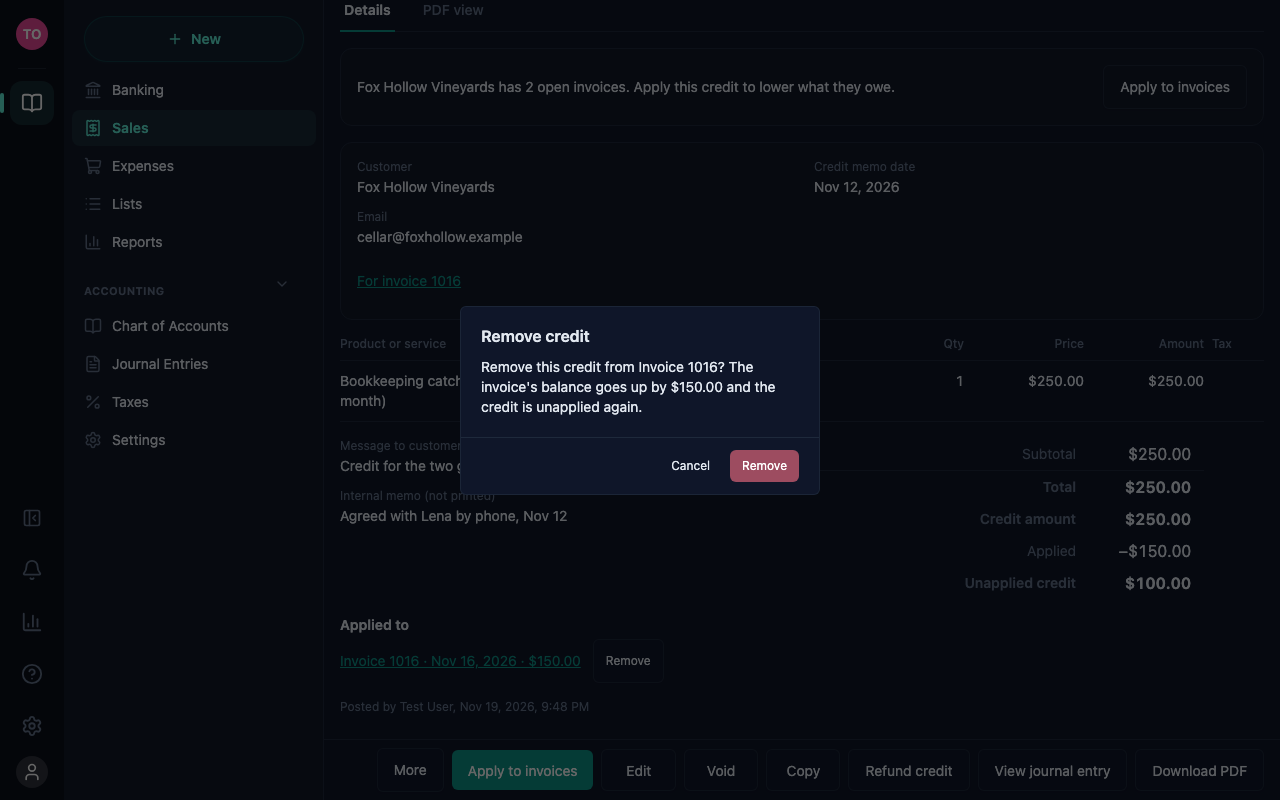 TO
New
Banking
Sales
Expenses
Lists
Reports
ACCOUNTING
Chart of Accounts
Journal Entries
Taxes
Settings
Details
PDF view
Fox Hollow Vineyards has 2 open invoices. Apply this credit to lower what they owe.
Apply to invoices
Customer
Fox Hollow Vineyards
Credit memo date
Nov 12, 2026
Email
cellar@foxhollow.example
For invoice 1016
Remove credit
Remove this credit from Invoice 1016? The
invoice's balance goes up by $150.00 and the
credit is unapplied again.
Cancel
Remove
Product or service
Qty
Price
Amount
Tax
Bookkeeping
month)
1
$250.00
$250.00
Message to customer
Credit for the two
Internal memo (not printed)
Agreed with Lena by phone, Nov 12
Subtotal
$250.00
Total
$250.00
Credit amount
$250.00
Applied
–$150.00
Unapplied credit
$100.00
Applied to
Invoice 1016 · Nov 16, 2026 · $150.00
Remove
Posted by Test User, Nov 19, 2026, 9:48 PM
More
Apply to invoices
Edit
Void
Copy
Refund credit
View journal entry
Download PDF